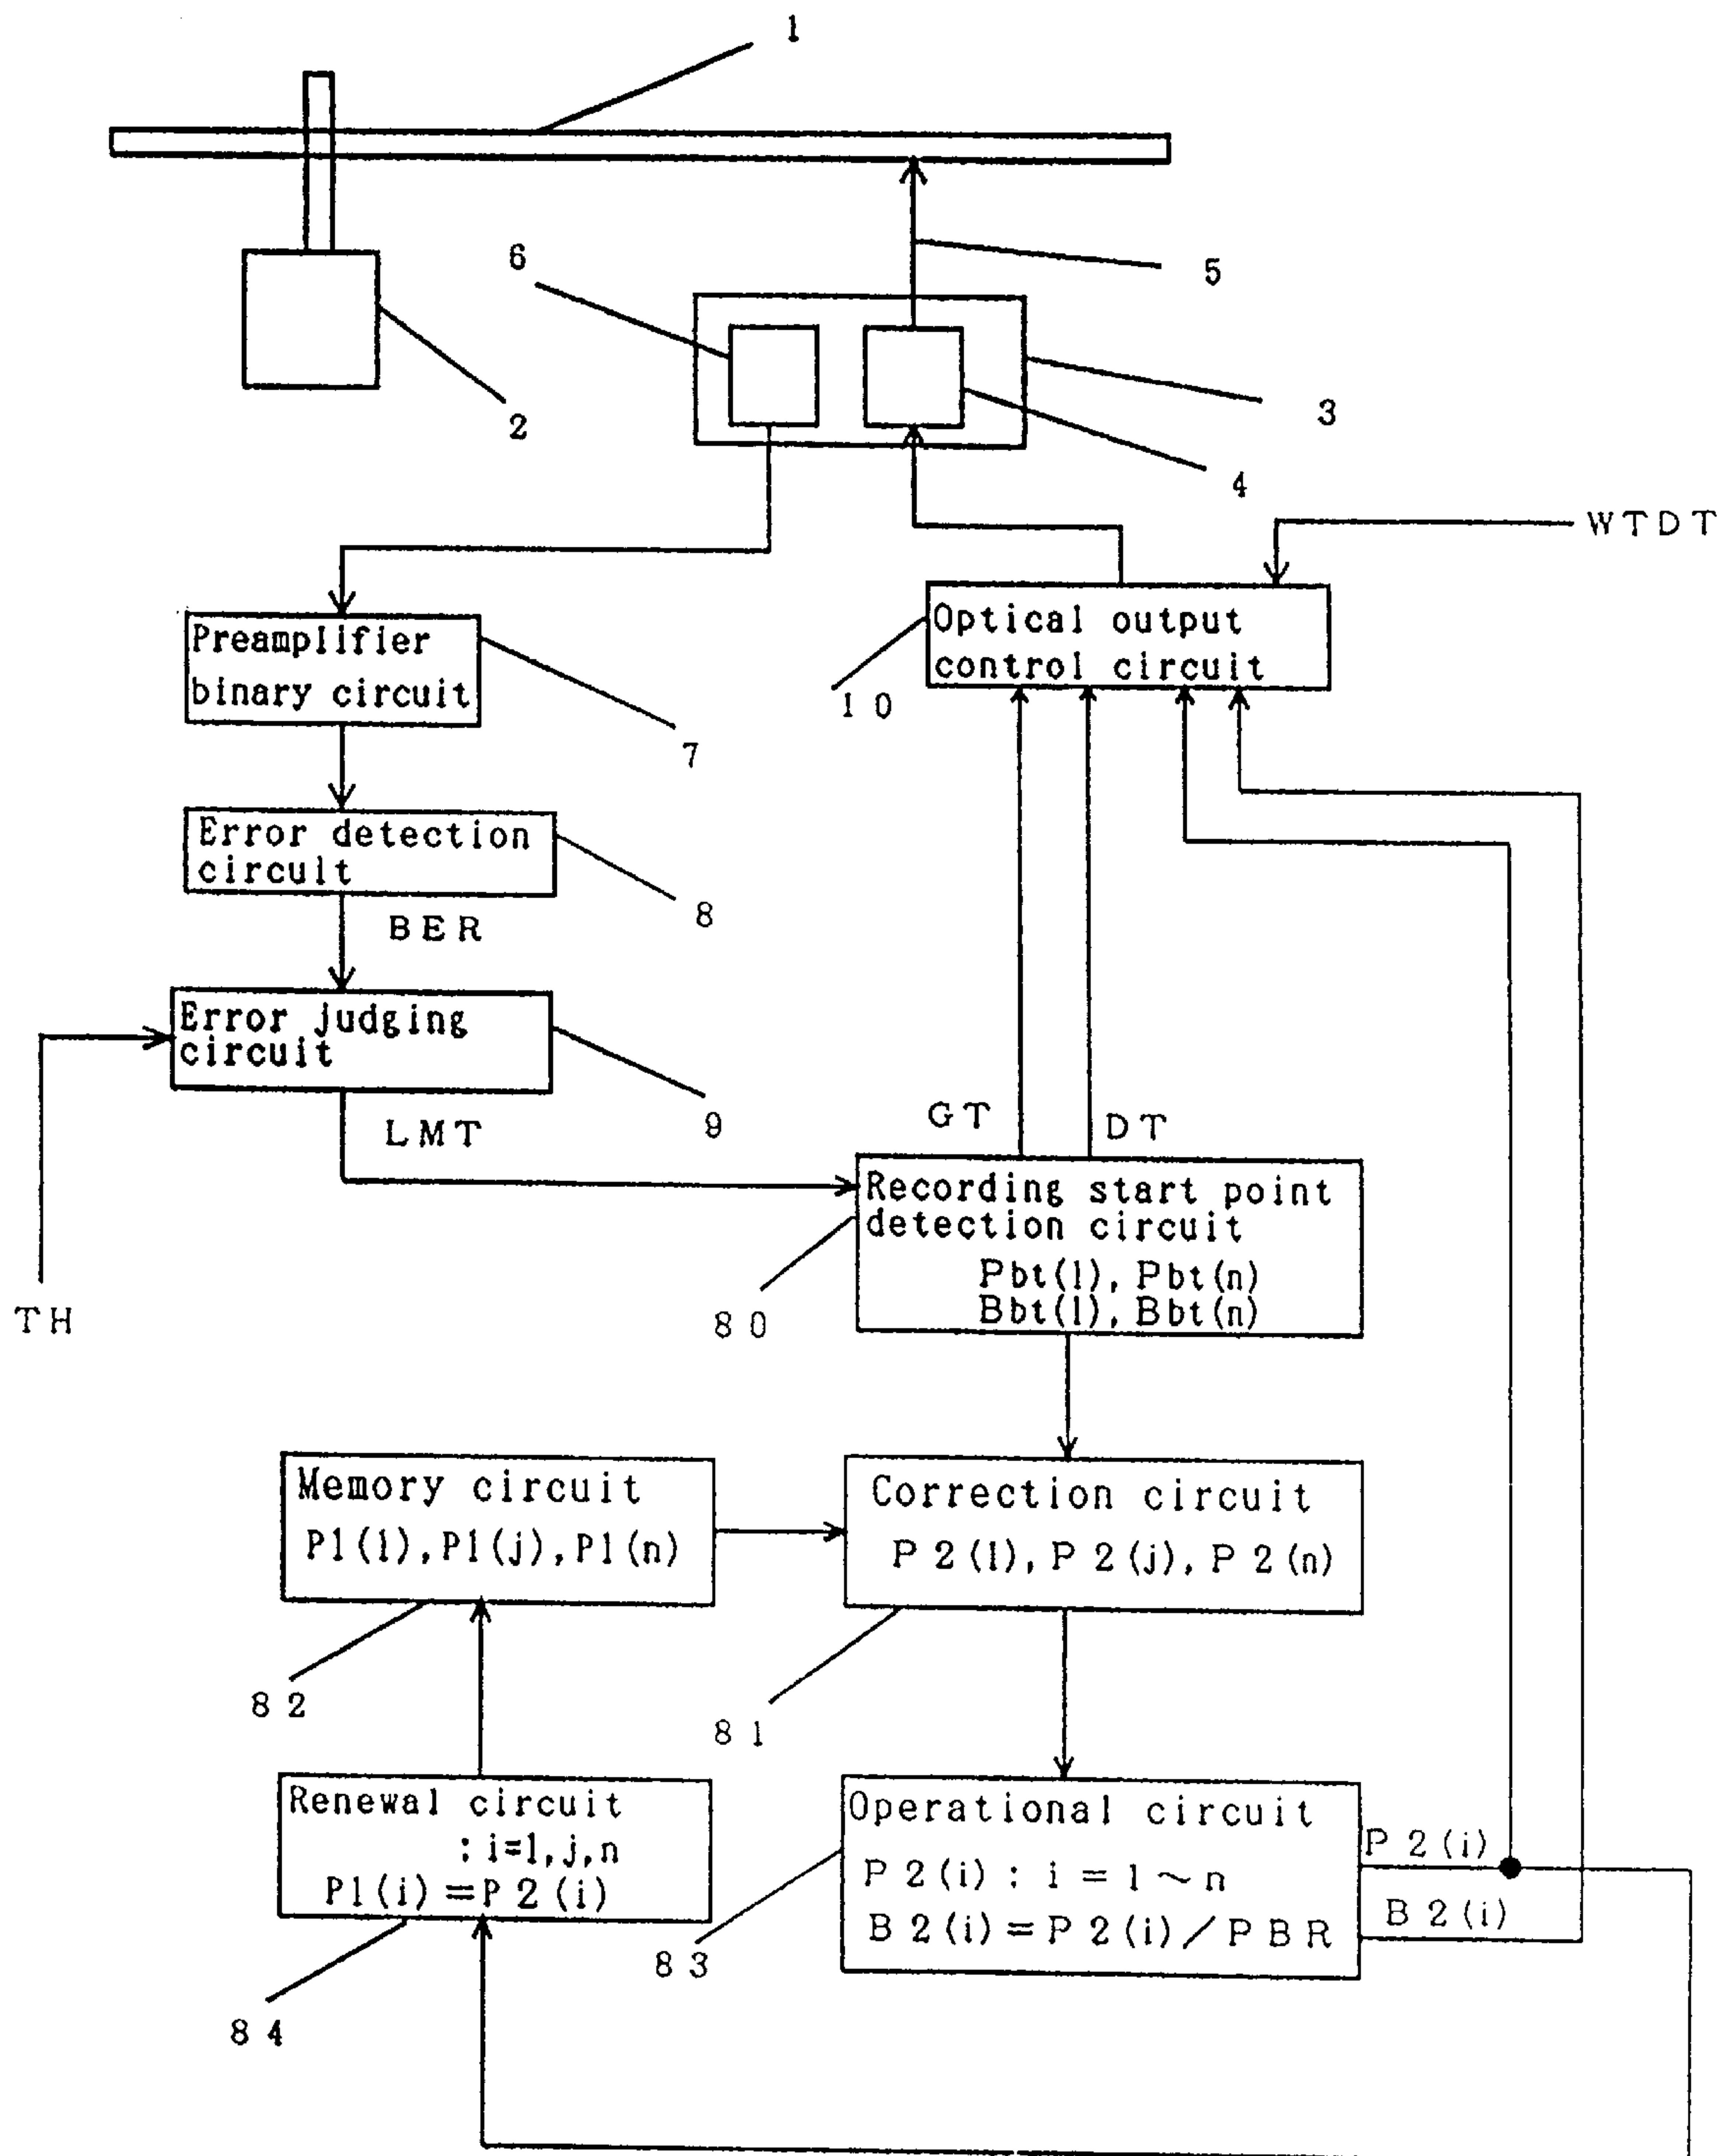 1
6
5
2
3
4
WTDT
Preamplifier
binary circuit
Optical output
control circuit
10
7
Error detection
circuit
8
BER
Error judging
circuit
9
LMT
GT
DT
Recording start point
detection circuit
Pbt(1), Pbt(n)
Bbt(1), Bbt(n)
TH
80
Memory circuit
P1(1), P1(j), P1(n)
Correction circuit
P2(1), P2(j), P2(n)
82
81
Renewal circuit
: i=1, j, n
P1(i)=P2(i)
Operational circuit
P2(i) : i = 1 ~ n
B2(i)=P2(i)/PBR
P2(i)
B2(i)
83
84